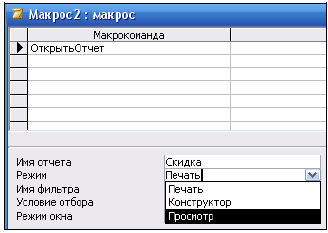 Макрос2 : макрос
Макрокоманда
ОткрытьОтчет
Имя отчета Скидка
Режим Печать
Имя фильтра Печать
Условие отбора Конструктор
Режим окна Просмотр